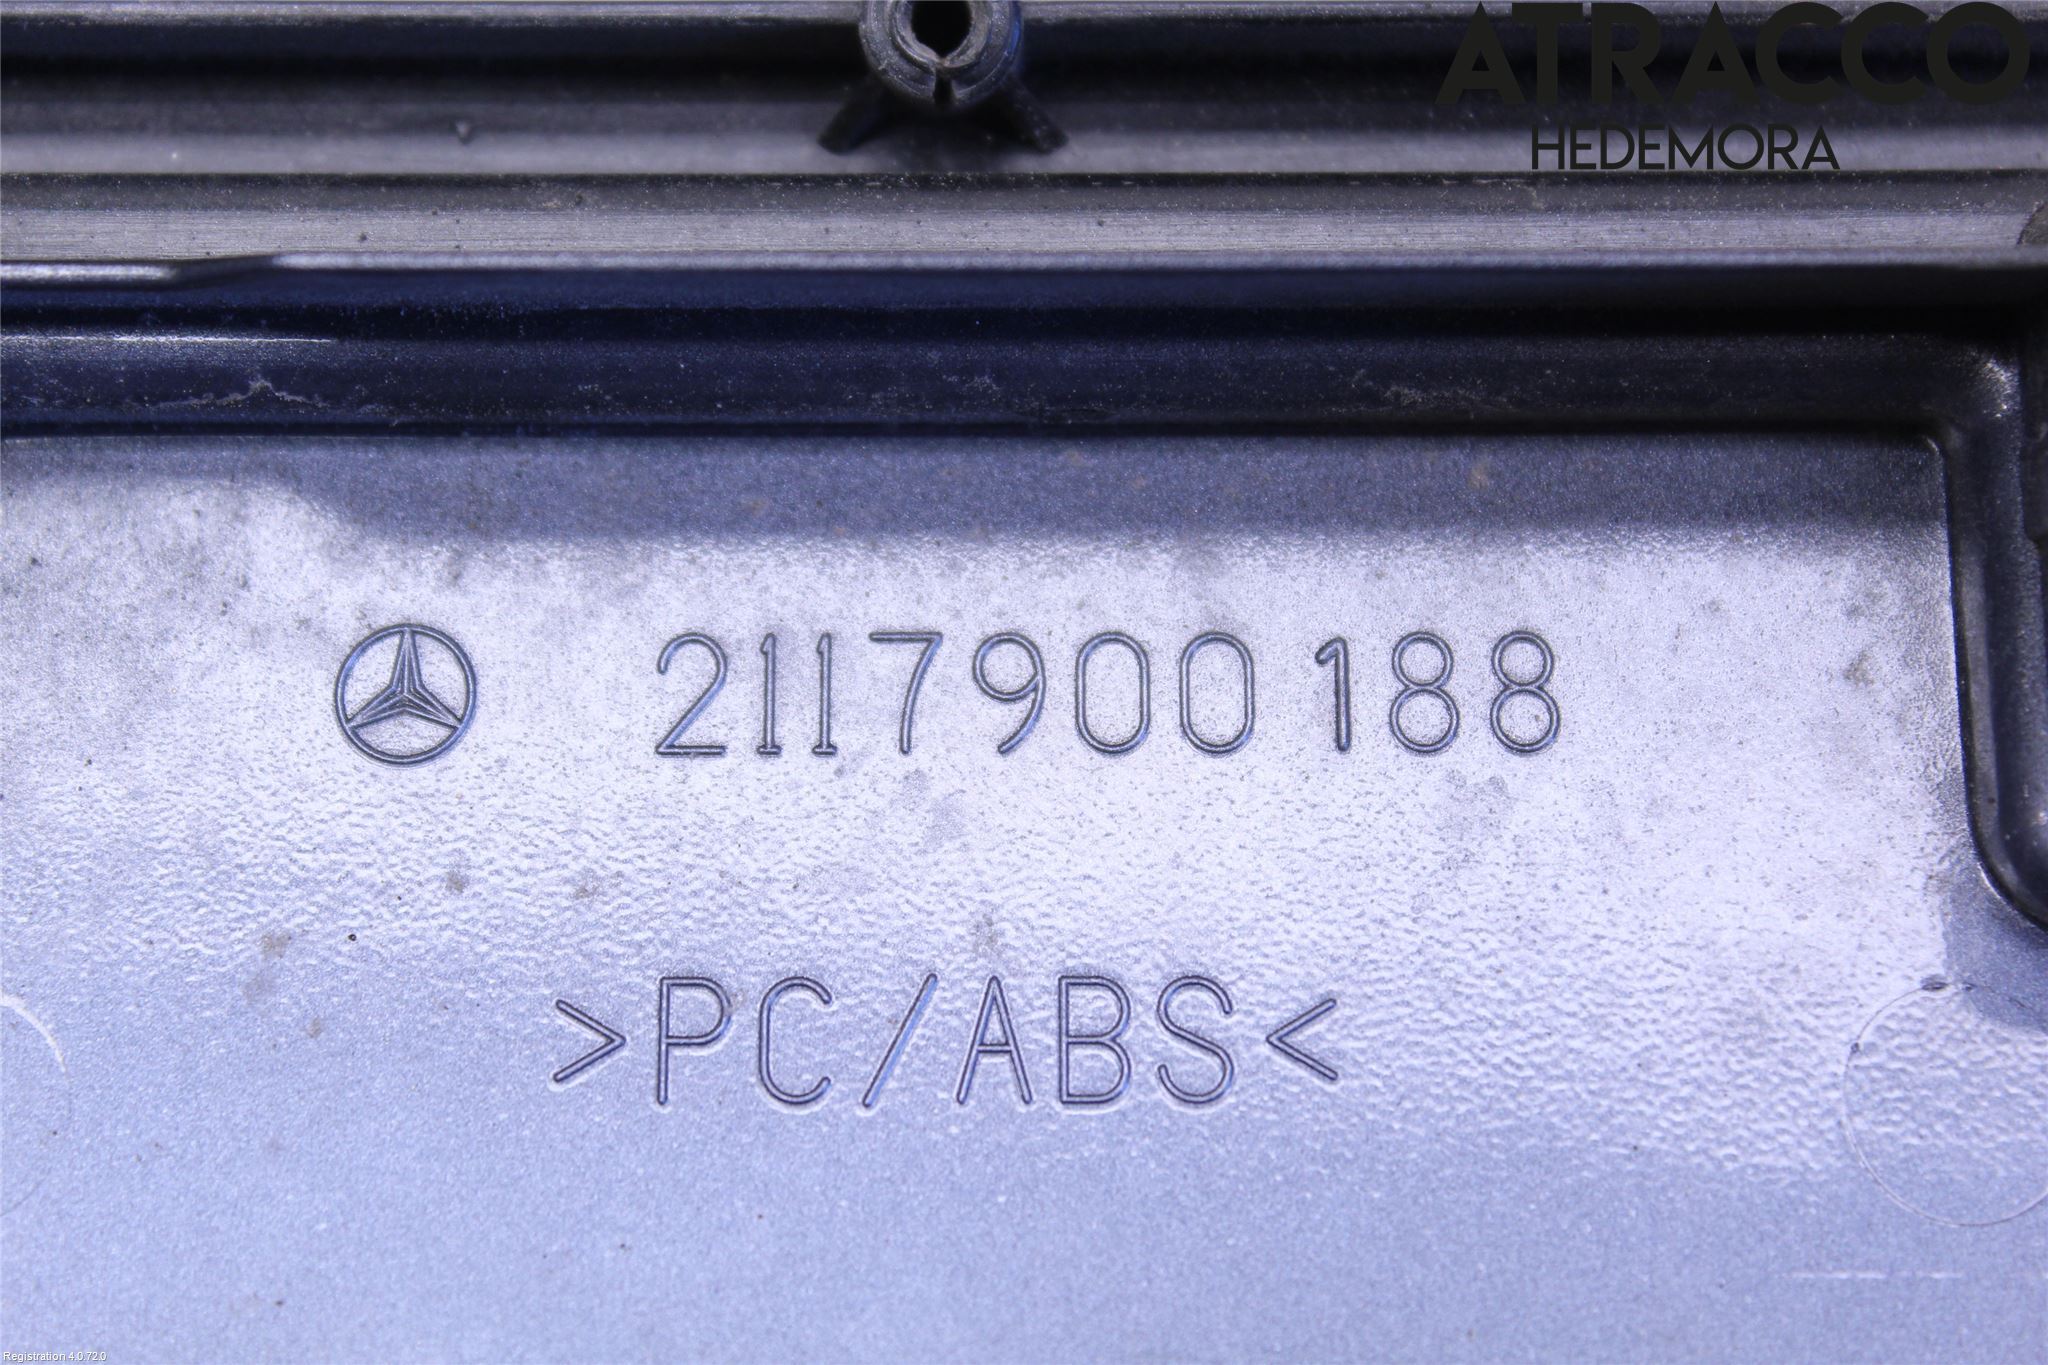 ATRACCO
HEDEMORA
2117900188
>PC/ABS<
Registration 4.0.72.0